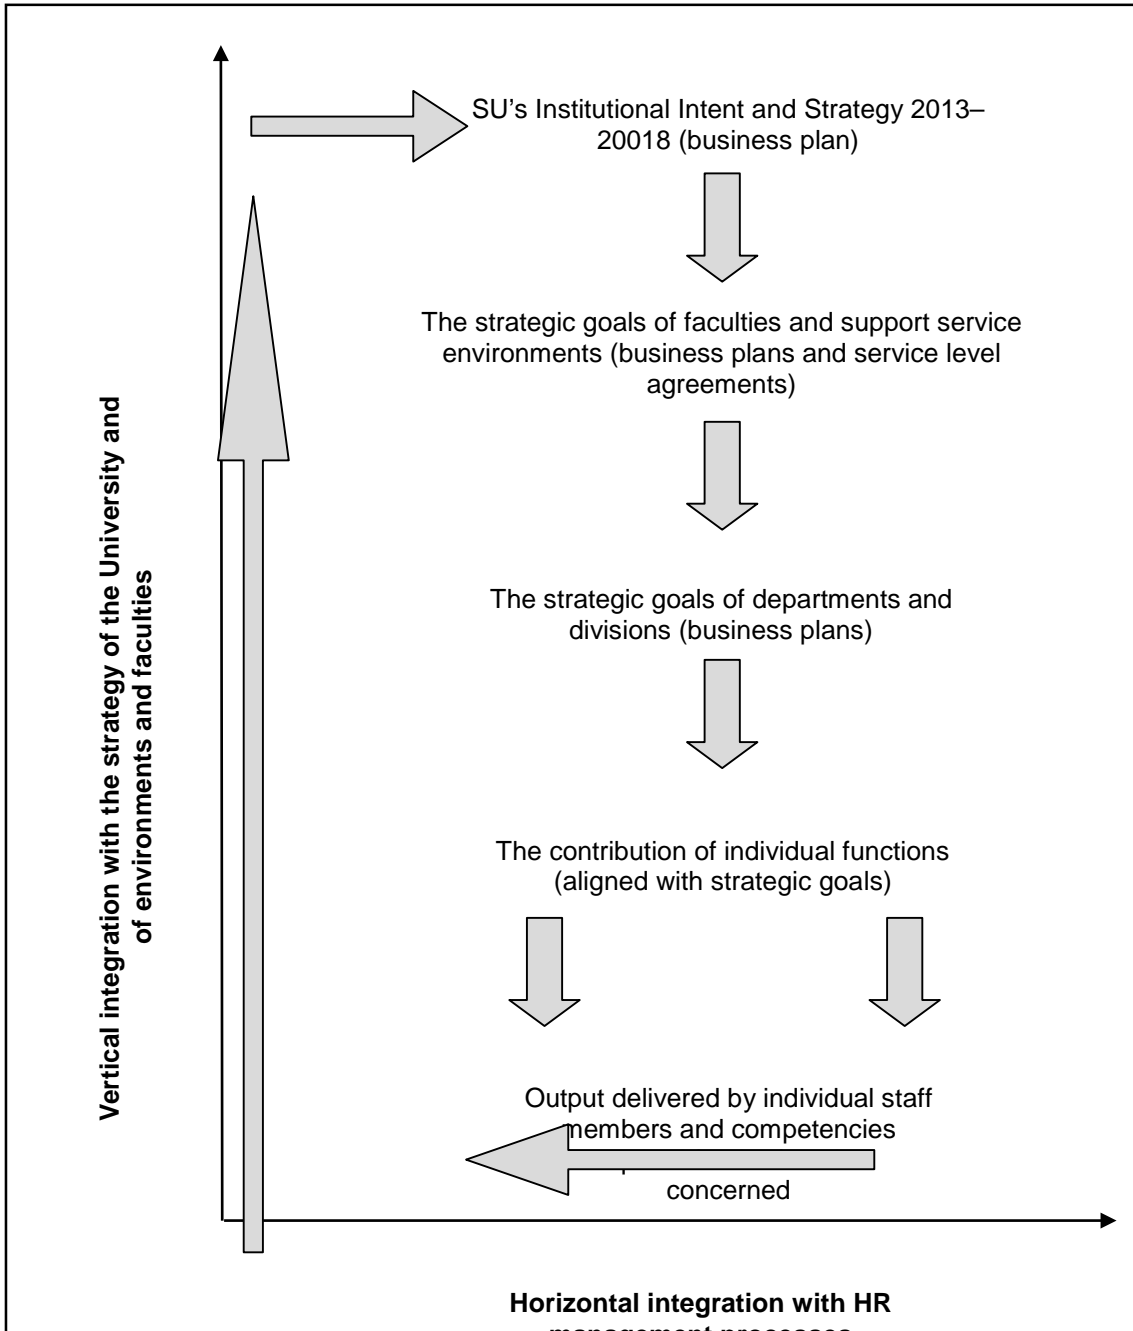 SU's Institutional Intent and Strategy 2013–
20018 (business plan)
The strategic goals of faculties and support service
environments (business plans and service level
agreements)
The strategic goals of departments and
divisions (business plans)
The contribution of individual functions
(aligned with strategic goals)
Output delivered by individual staff
members and competencies
concerned
Vertical integration with the strategy of the University and
of environments and faculties
Horizontal integration with HR
management processes